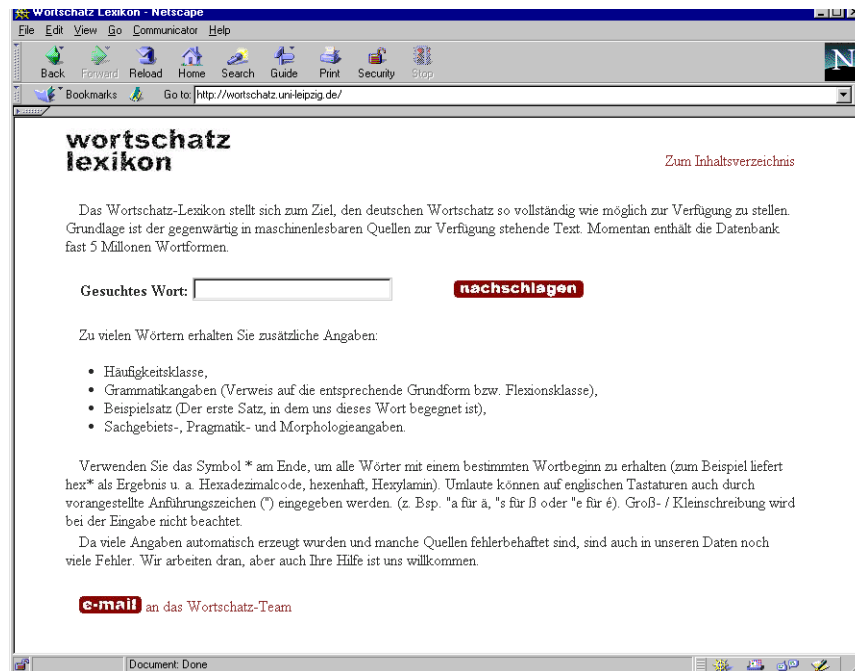 Wortschatz Lexikon - Netscape
File Edit View Go Communicator Help
Back Forward Reload Home Search Guide Print Security Stop
N
Bookmarks Go to: http://wortschatz.uni-leipzig.de/
wortschatz
lexikon
Zum Inhaltsverzeichnis
Das Wortschatz-Lexikon stellt sich zum Ziel, den deutschen Wortschatz so vollständig wie möglich zur Verfügung zu stellen.
Grundlage ist der gegenwärtig in maschinenlesbaren Quellen zur Verfügung stehende Text. Momentan enthält die Datenbank
fast 5 Millonen Wortformen.
Gesuchtes Wort: nachschlagen
Zu vielen Wörtern erhalten Sie zusätzliche Angaben:
• Häufigkeitsklasse,
• Grammatikangaben (Verweis auf die entsprechende Grundform bzw. Flexionsklasse),
• Beispielsatz (Der erste Satz, in dem uns dieses Wort begegnet ist),
• Sachgebiets-, Pragmatik- und Morphologieangaben.
Verwenden Sie das Symbol * am Ende, um alle Wörter mit einem bestimmten Wortbeginn zu erhalten (zum Beispiel liefert
hex* als Ergebnis u. a. Hexadezimalcode, hexenhaft, Hexylamin). Umlaute können auf englischen Tastaturen auch durch
vorangestellte Anführungszeichen (") eingegeben werden. (z. Bsp. "a für ä, "s für ß oder "e für é). Groß- / Kleinschreibung wird
bei der Eingabe nicht beachtet.
Da viele Angaben automatisch erzeugt wurden und manche Quellen fehlerbehaftet sind, sind auch in unseren Daten noch
viele Fehler. Wir arbeiten dran, aber auch Ihre Hilfe ist uns willkommen.
e-mail an das Wortschatz-Team
Document: Done